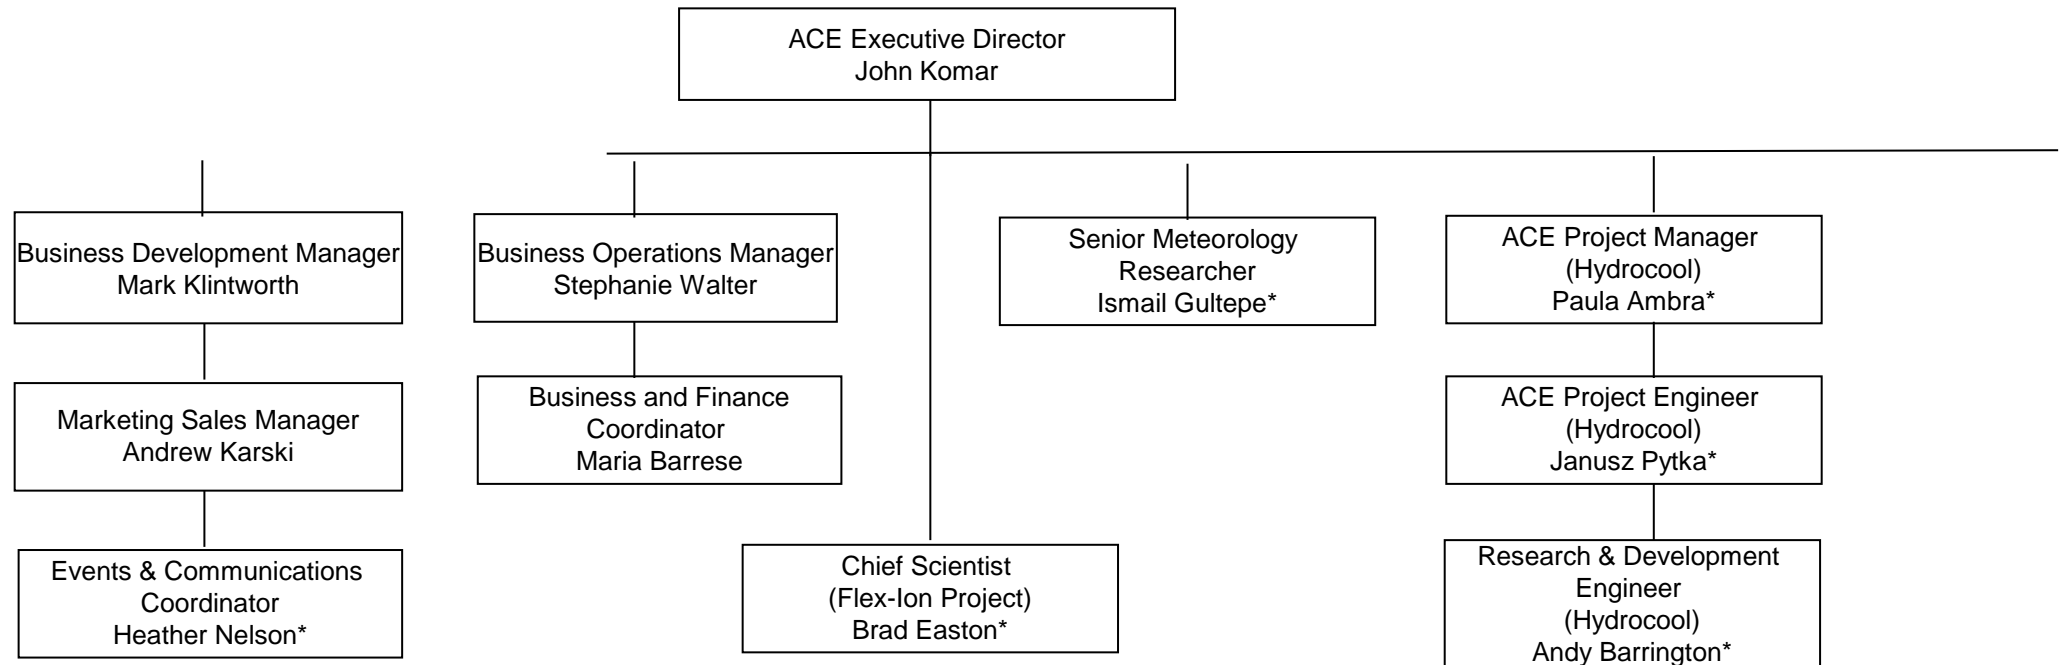 ACE Executive Director
John Komar
Business Development Manager
Mark Klintworth
Business Operations Manager
Stephanie Walter
Senior Meteorology
Researcher
Ismail Gultepe*
ACE Project Manager
(Hydrocool)
Paula Ambra*
Marketing Sales Manager
Andrew Karski
Business and Finance
Coordinator
Maria Barrese
ACE Project Engineer
(Hydrocool)
Janusz Pytka*
Events & Communications
Coordinator
Heather Nelson*
Chief Scientist
(Flex-Ion Project)
Brad Easton*
Research & Development
Engineer
(Hydrocool)
Andy Barrington*